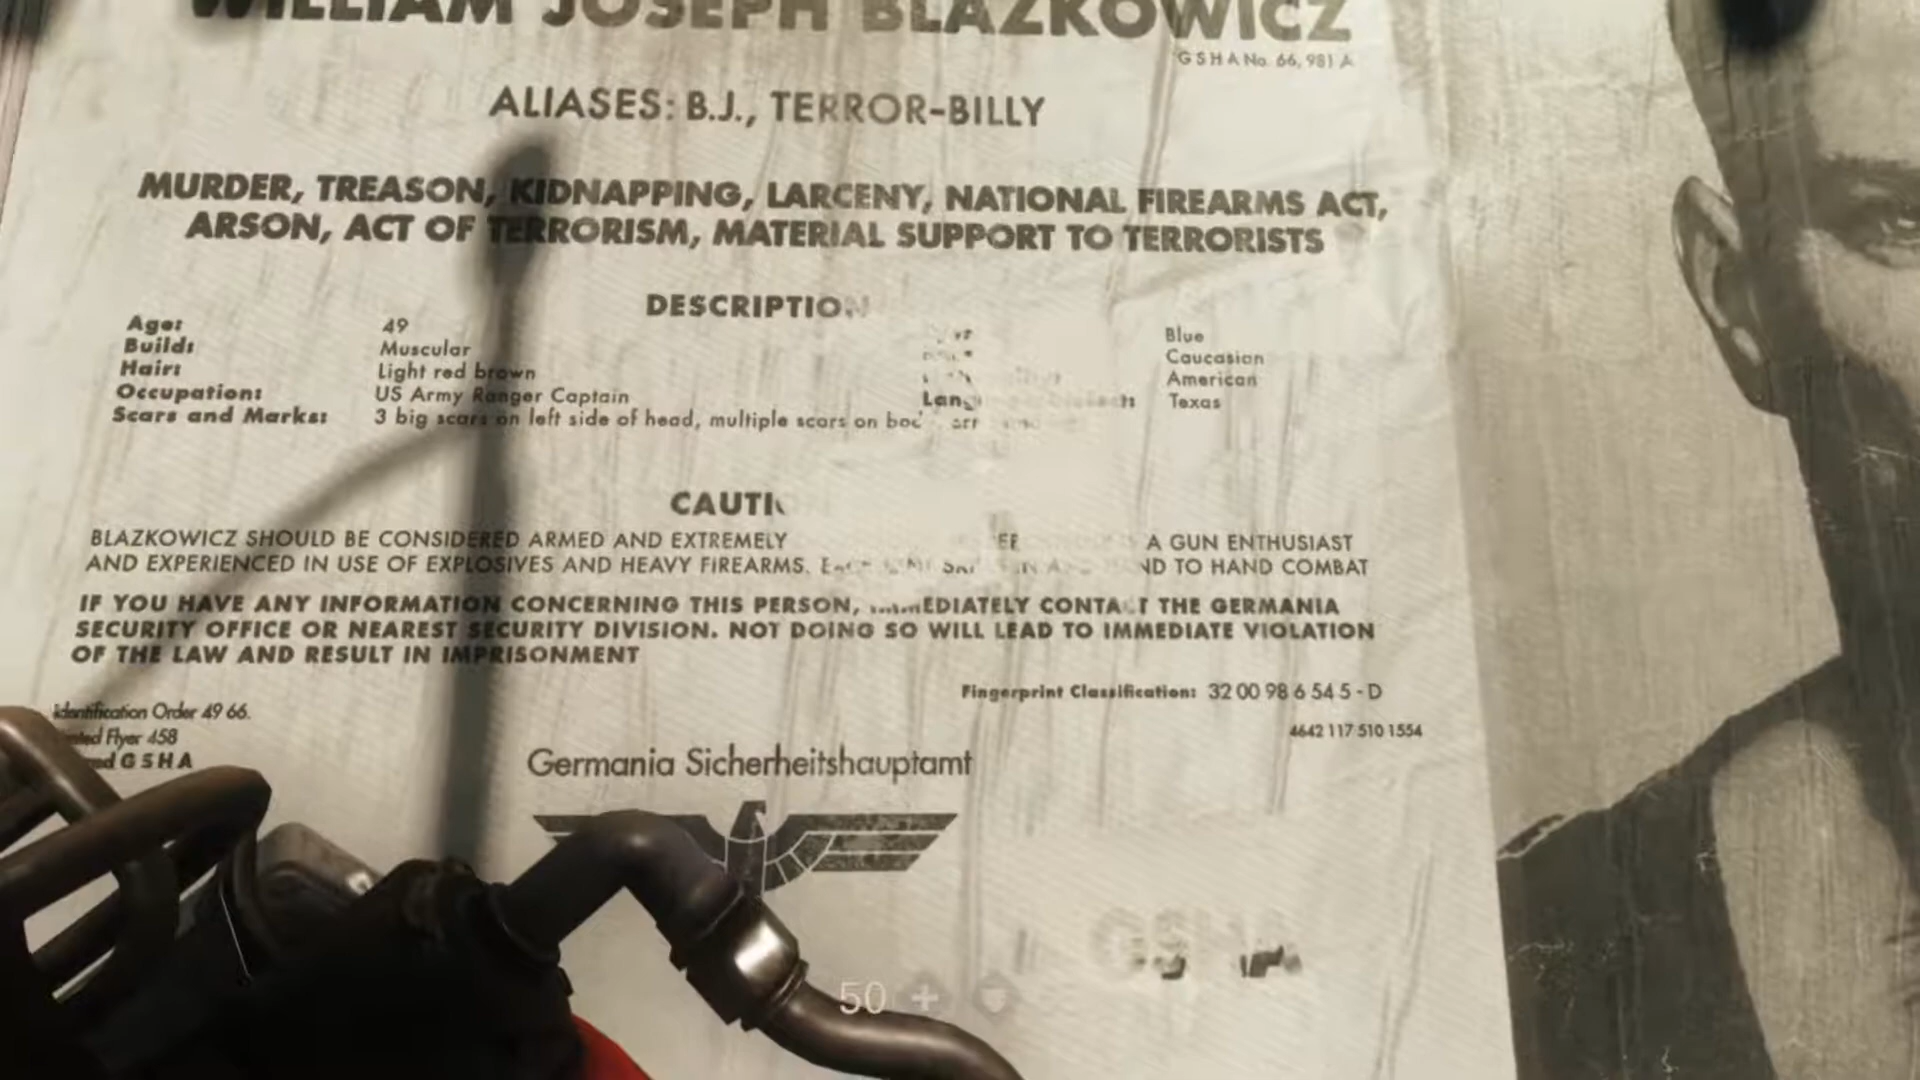 WILLIAM JOSEPH BLAZKOWICZ
GSHA No. 66, 981 A
ALIASES: B.J., TERROR-BILLY
MURDER, TREASON, KIDNAPPING, LARCENY, NATIONAL FIREARMS ACT,
ARSON, ACT OF TERRORISM, MATERIAL SUPPORT TO TERRORISTS
DESCRIPTION
Age: 49 Blue
Build: Muscular Caucasian
Hair: Light red brown American
Occupation: US Army Ranger Captain Texas
Scars and Marks: 3 big scars on left side of head, multiple scars on
CAUTI
BLAZKOWICZ SHOULD BE CONSIDERED ARMED AND EXTREMELY A GUN ENTHUSIAST
AND EXPERIENCED IN USE OF EXPLOSIVES AND HEAVY FIREARMS. ND TO HAND COMBAT
IF YOU HAVE ANY INFORMATION CONCERNING THIS PERSON, IMMEDIATELY CONTACT THE GERMANIA
SECURITY OFFICE OR NEAREST SECURITY DIVISION. NOT DOING SO WILL LEAD TO IMMEDIATE VIOLATION
OF THE LAW AND RESULT IN IMPRISONMENT
Fingerprint Classification: 32 00 98 6 54 5 - D
Identification Order 49 66.
Flyer 458
GSHA
4642 117 510 1554
Germania Sicherheitshauptamt
GSHA
50